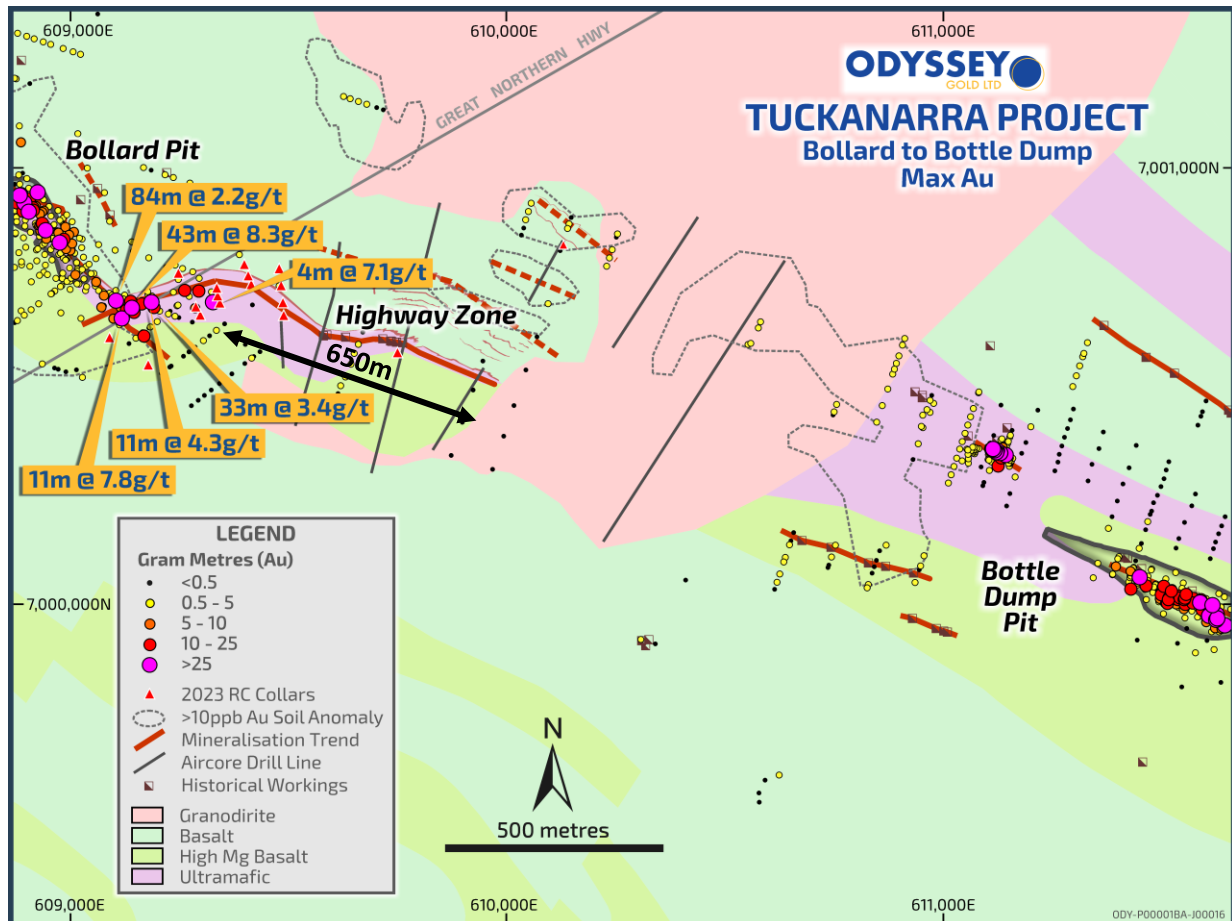 609,000E
610,000E
611,000E
ODYSSEY
GOLD LTD
TUCKANARRA PROJECT
Bollard to Bottle Dump
Max Au
GREAT NORTHERN HWY
Bollard Pit
7,001,000N
84m @ 2.2g/t
43m @ 8.3g/t
4m @ 7.1g/t
Highway Zone
650m
33m @ 3.4g/t
11m @ 4.3g/t
11m @ 7.8g/t
LEGEND
Gram Metres (Au)
<0.5
0.5 - 5
5 - 10
10 - 25
>25
2023 RC Collars
>10ppb Au Soil Anomaly
Mineralisation Trend
Aircore Drill Line
Historical Workings
Granodirite
Basalt
High Mg Basalt
Ultramafic
7,000,000N
Bottle
Dump
Pit
N
500 metres
609,000E
610,000E
611,000E
ODY-P00001BA-J00016